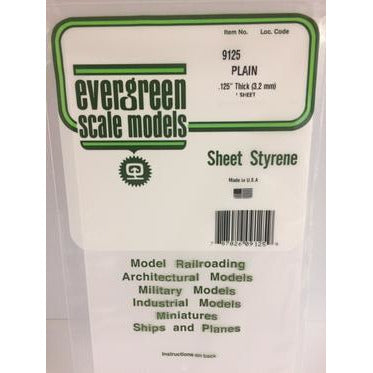 Item No. Loc. Code
9125
PLAIN
.125" Thick (3.2 mm)
1 SHEET
evergreen
scale models
Sheet Styrene
Made in U.S.A
Model Railroading
Architectural Models
Military Models
Industrial Models
Miniatures
Ships and Planes
Instructions on back